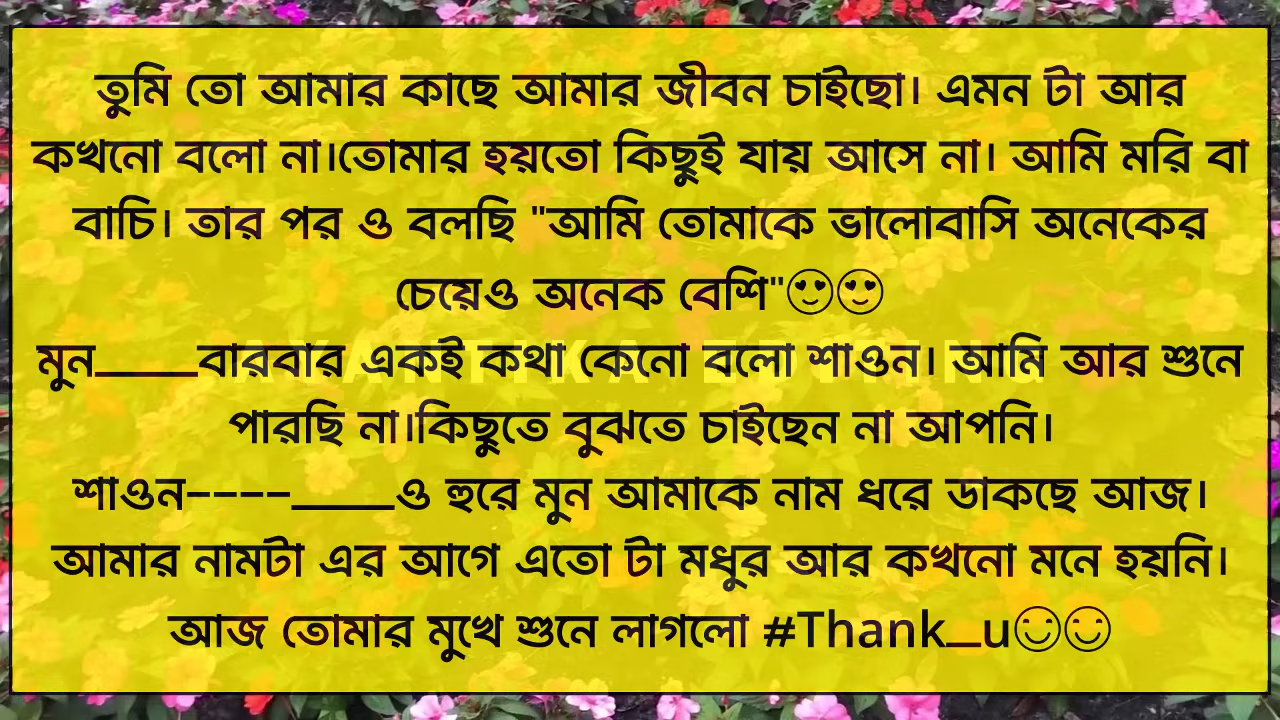 তুমি তো আমার কাছে আমার জীবন চাইছো। এমন টা আর
কখনো বলো না।তোমার হয়তো কিছুই যায় আসে না। আমি মরি বা
বাচি। তার পর ও বলছি "আমি তোমাকে ভালোবাসি অনেকের
চেয়েও অনেক বেশি"😍😍
মুন_____বারবার একই কথা কেনো বলো শাওন। আমি আর শুনে
পারছি না।কিছুতে বুঝতে চাইছেন না আপনি।
শাওন----_____ও হুরে মুন আমাকে নাম ধরে ডাকছে আজ।
আমার নামটা এর আগে এতো টা মধুর আর কখনো মনে হয়নি।
আজ তোমার মুখে শুনে লাগলো #Thank_u😊😊